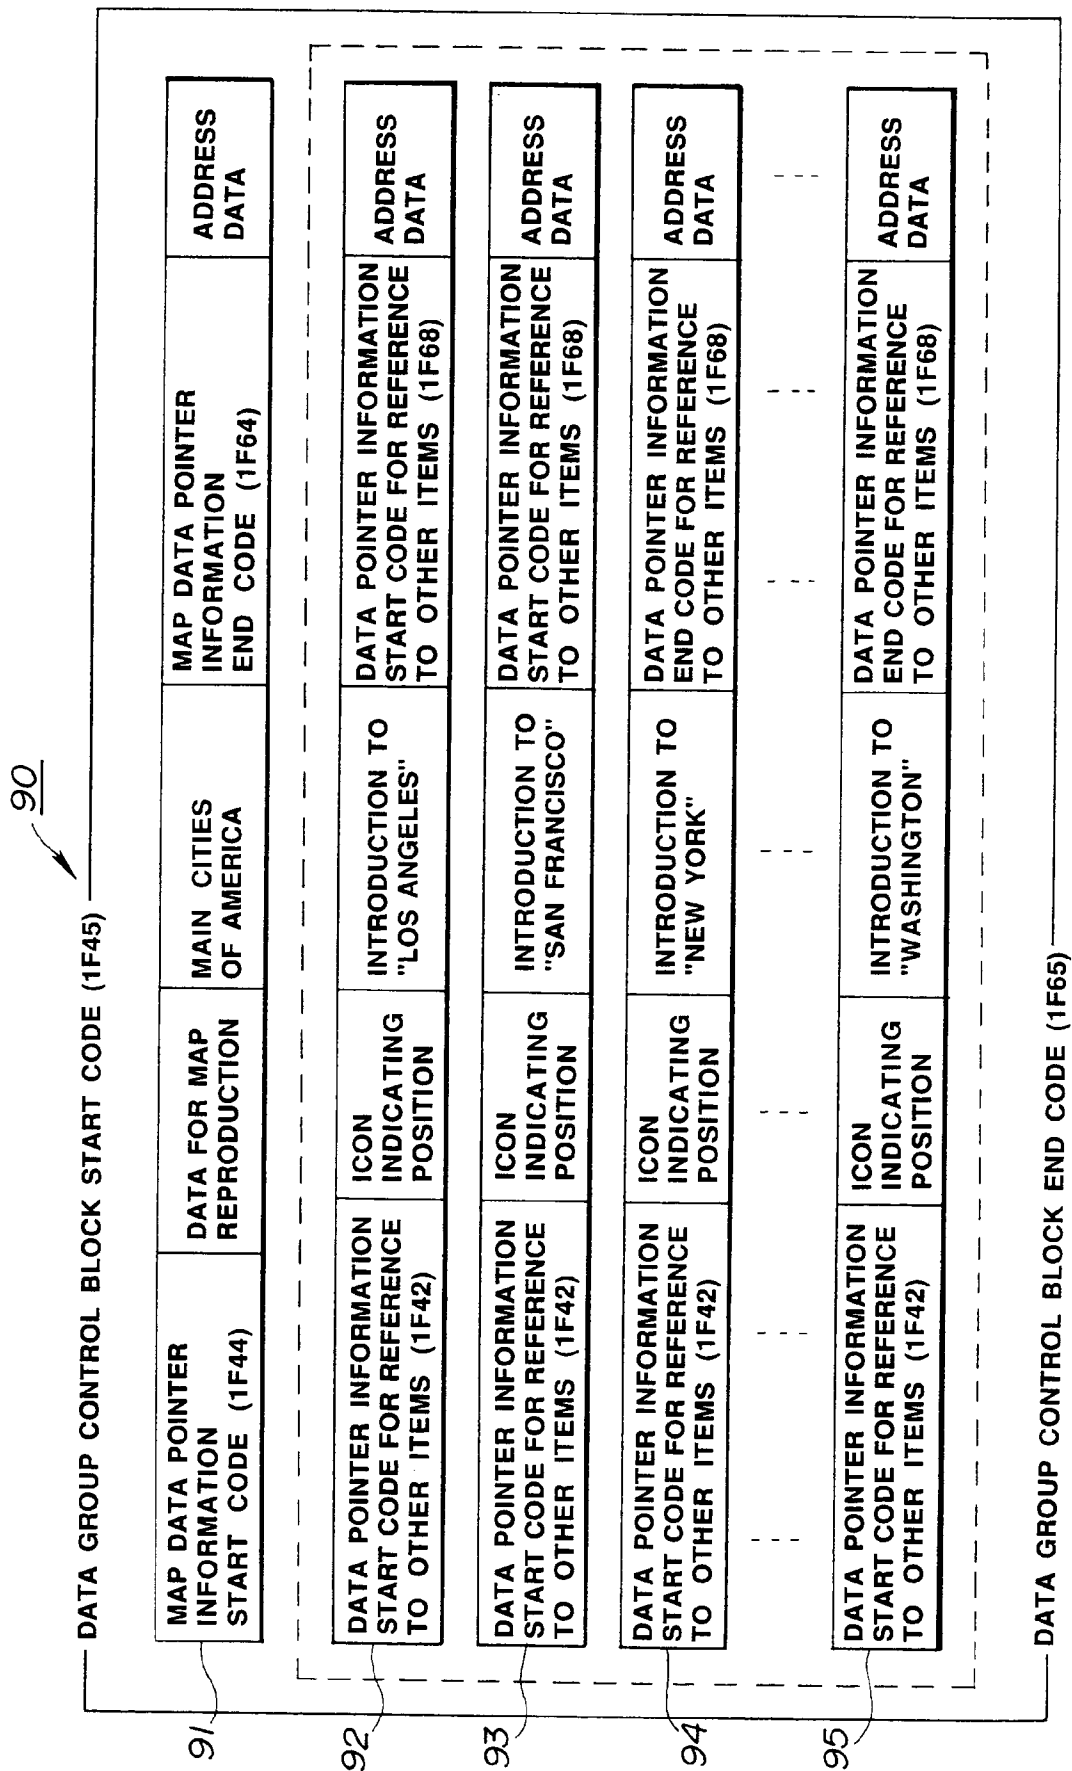 90
DATA GROUP CONTROL BLOCK START CODE (1F45)
91
MAP DATA POINTER
INFORMATION
START CODE (1F44)
DATA FOR MAP
REPRODUCTION
MAIN CITIES
OF AMERICA
MAP DATA POINTER
INFORMATION
END CODE (1F64)
ADDRESS
DATA
92
DATA POINTER INFORMATION
START CODE FOR REFERENCE
TO OTHER ITEMS (1F42)
ICON
INDICATING
POSITION
INTRODUCTION TO
"LOS ANGELES"
DATA POINTER INFORMATION
START CODE FOR REFERENCE
TO OTHER ITEMS (1F68)
ADDRESS
DATA
93
DATA POINTER INFORMATION
START CODE FOR REFERENCE
TO OTHER ITEMS (1F42)
ICON
INDICATING
POSITION
INTRODUCTION TO
"SAN FRANCISCO"
DATA POINTER INFORMATION
START CODE FOR REFERENCE
TO OTHER ITEMS (1F68)
ADDRESS
DATA
94
DATA POINTER INFORMATION
START CODE FOR REFERENCE
TO OTHER ITEMS (1F42)
ICON
INDICATING
POSITION
INTRODUCTION TO
"NEW YORK"
DATA POINTER INFORMATION
END CODE FOR REFERENCE
TO OTHER ITEMS (1F68)
ADDRESS
DATA
95
DATA POINTER INFORMATION
START CODE FOR REFERENCE
TO OTHER ITEMS (1F42)
ICON
INDICATING
POSITION
INTRODUCTION TO
"WASHINGTON"
DATA POINTER INFORMATION
END CODE FOR REFERENCE
TO OTHER ITEMS (1F68)
ADDRESS
DATA
DATA GROUP CONTROL BLOCK END CODE (1F65)